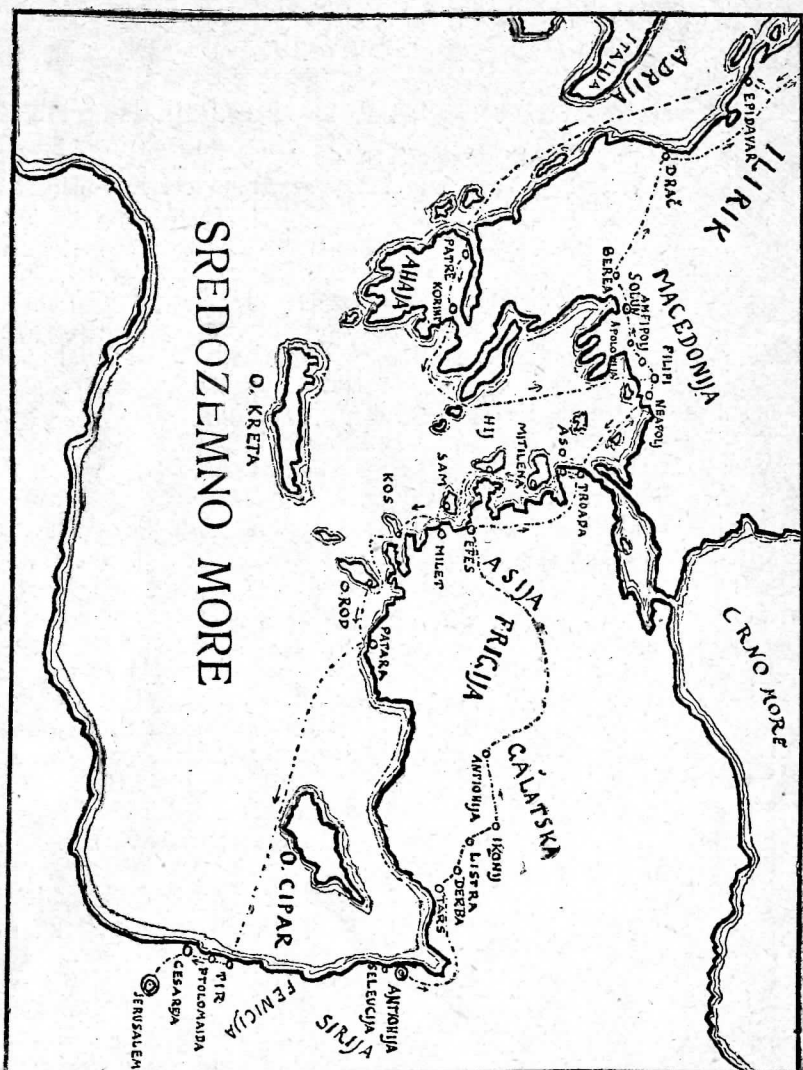 ADRIJA
ITALIJA
EPIDAVAR
ILIRIK
DRAČ
MACEDONIJA
BEREA
SOLUN
AMFIPOLJ
FILIPI
NEAPOLJ
AHAJA
PATRE
KORINT
SREDOZEMNO MORE
O. KRETA
HIJ
MITILENA
ASO
TROADA
SAM
KOS
EFES
MILET
O. ROD
PATARA
ASIJA
FRIGIJA
CRNO MORE
GALATSKA
ANTIOHIJA
IKONIJ
LISTRA
DERBA
TARS
O. CIPAR
ANTIOHIJA
SELEUCIJA
SIRIJA
FENICIJA
TIR
PTOLOMAIDA
CESAREJA
JERUSALEM